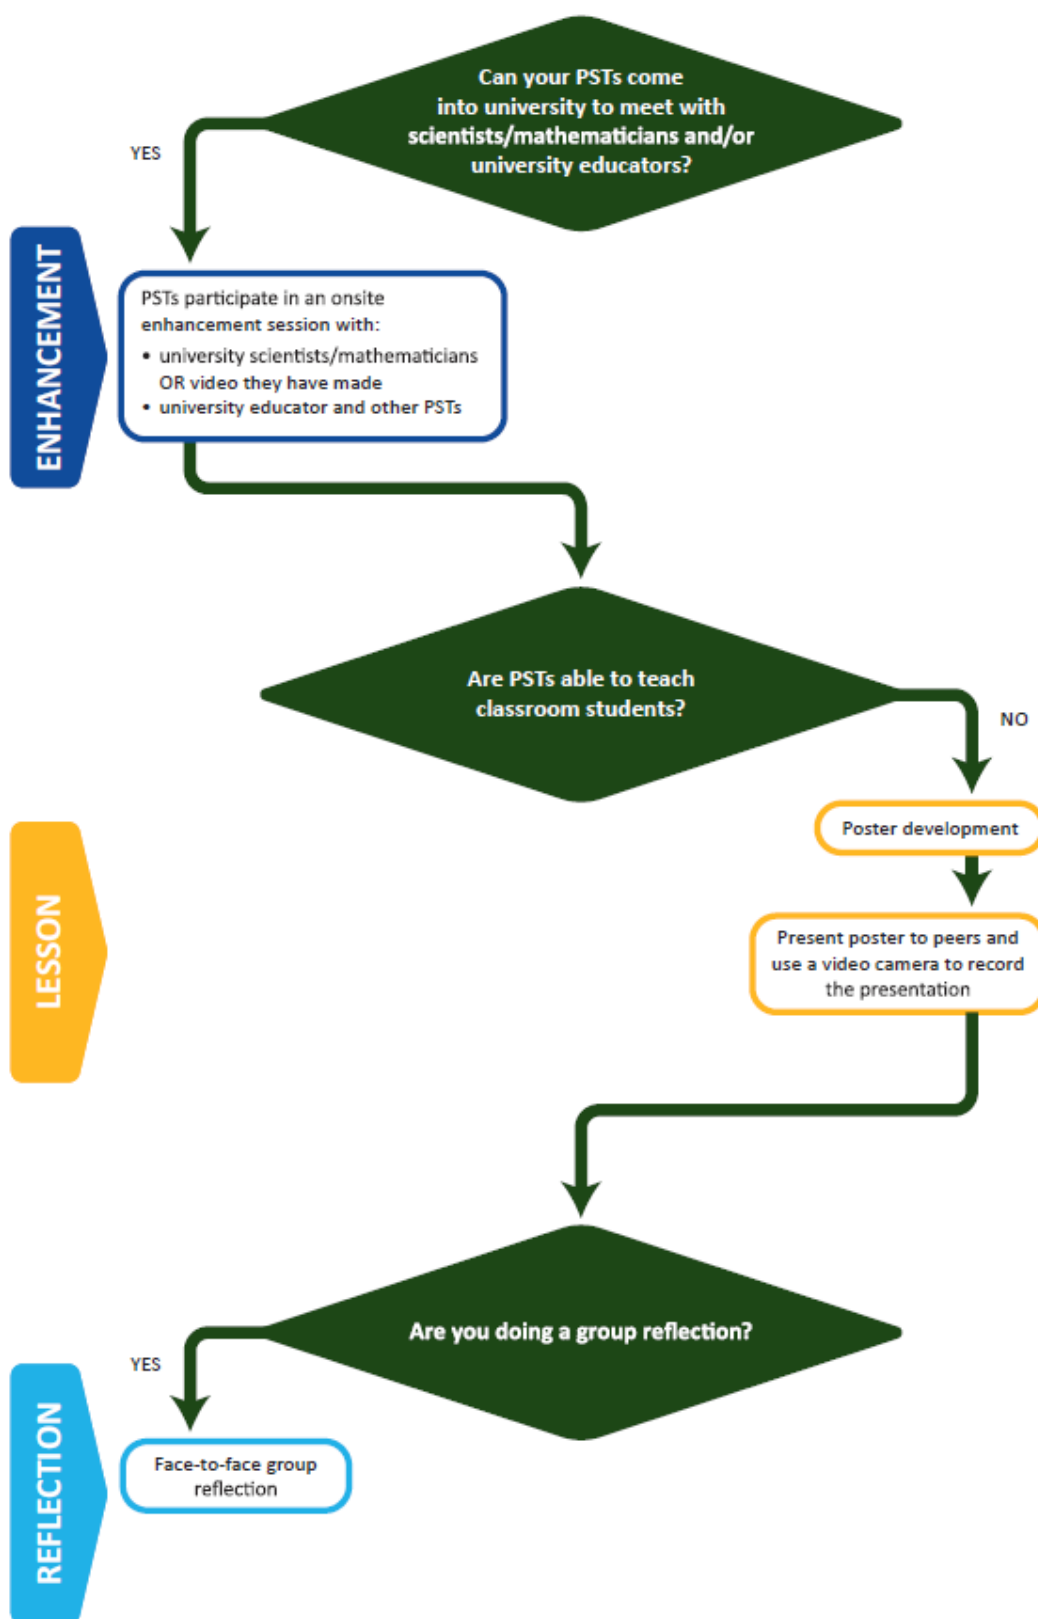 Can your PSTs come
into university to meet with
scientists/mathematicians and/or
university educators?
YES
ENHANCEMENT
PSTs participate in an onsite
enhancement session with:
• university scientists/mathematicians
OR video they have made
• university educator and other PSTs
Are PSTs able to teach
classroom students?
NO
Poster development
LESSON
Present poster to peers and
use a video camera to record
the presentation
Are you doing a group reflection?
YES
REFLECTION
Face-to-face group
reflection